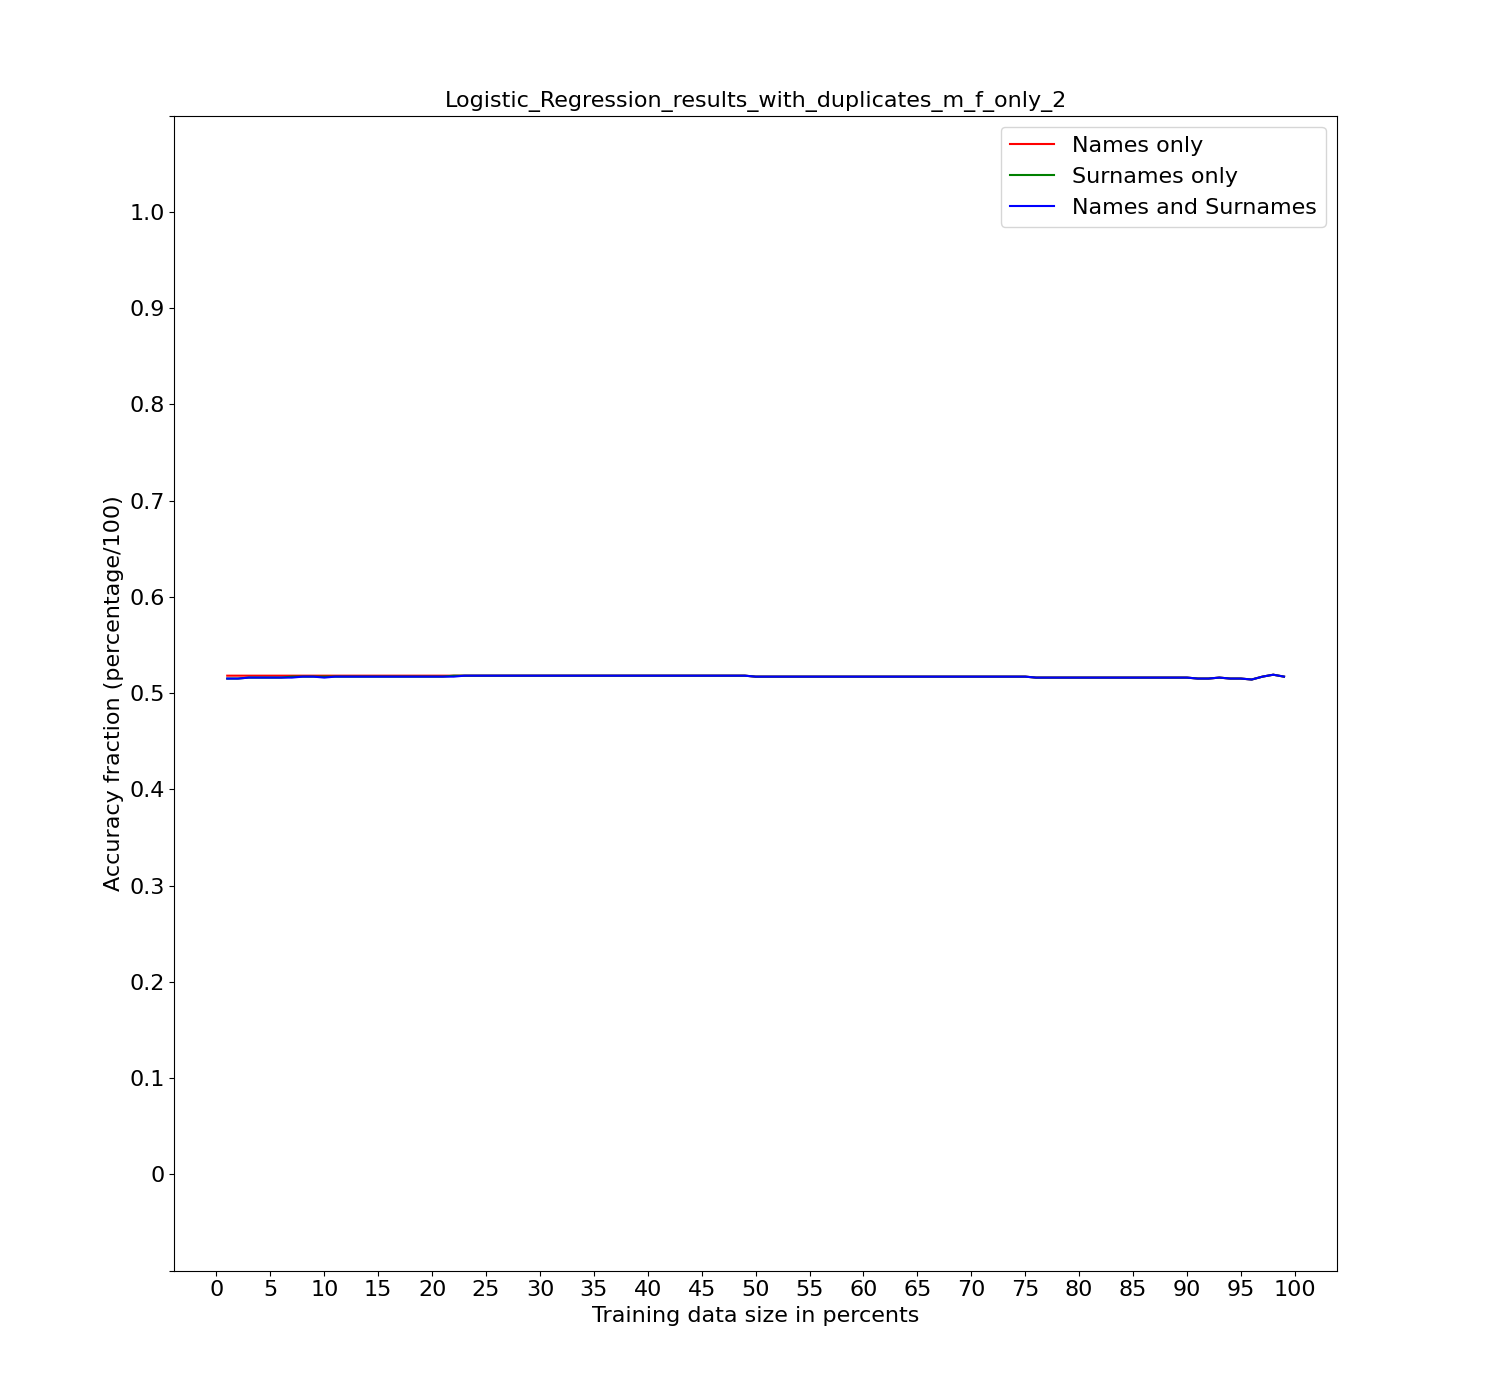 Logistic_Regression_results_with_duplicates_m_f_only_2
Names only
Surnames only
Names and Surnames
1.0
0.9
0.8
0.7
0.6
0.5
0.4
0.3
0.2
0.1
0
Accuracy fraction (percentage/100)
0 5 10 15 20 25 30 35 40 45 50 55 60 65 70 75 80 85 90 95 100
Training data size in percents